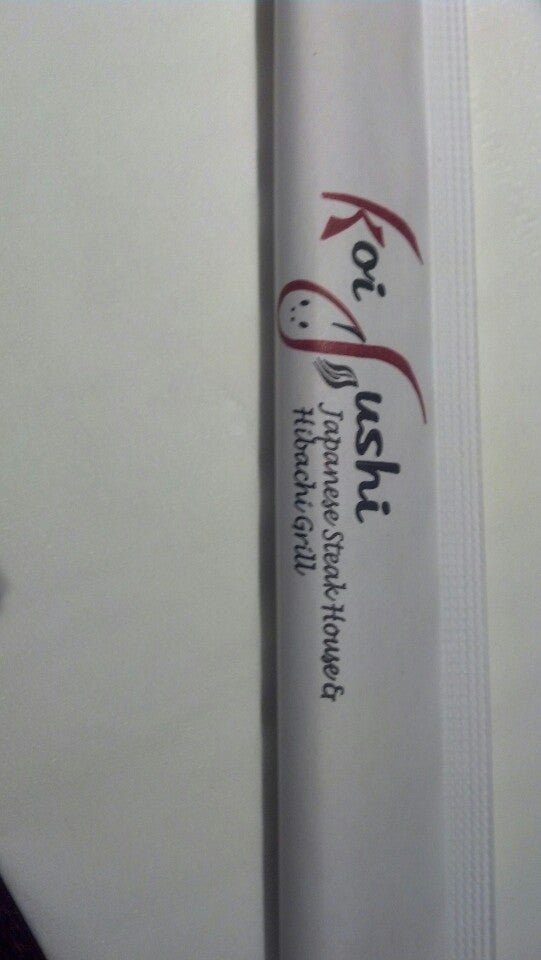 Koi Sushi
Japanese Steak House &
Hibachi Grill